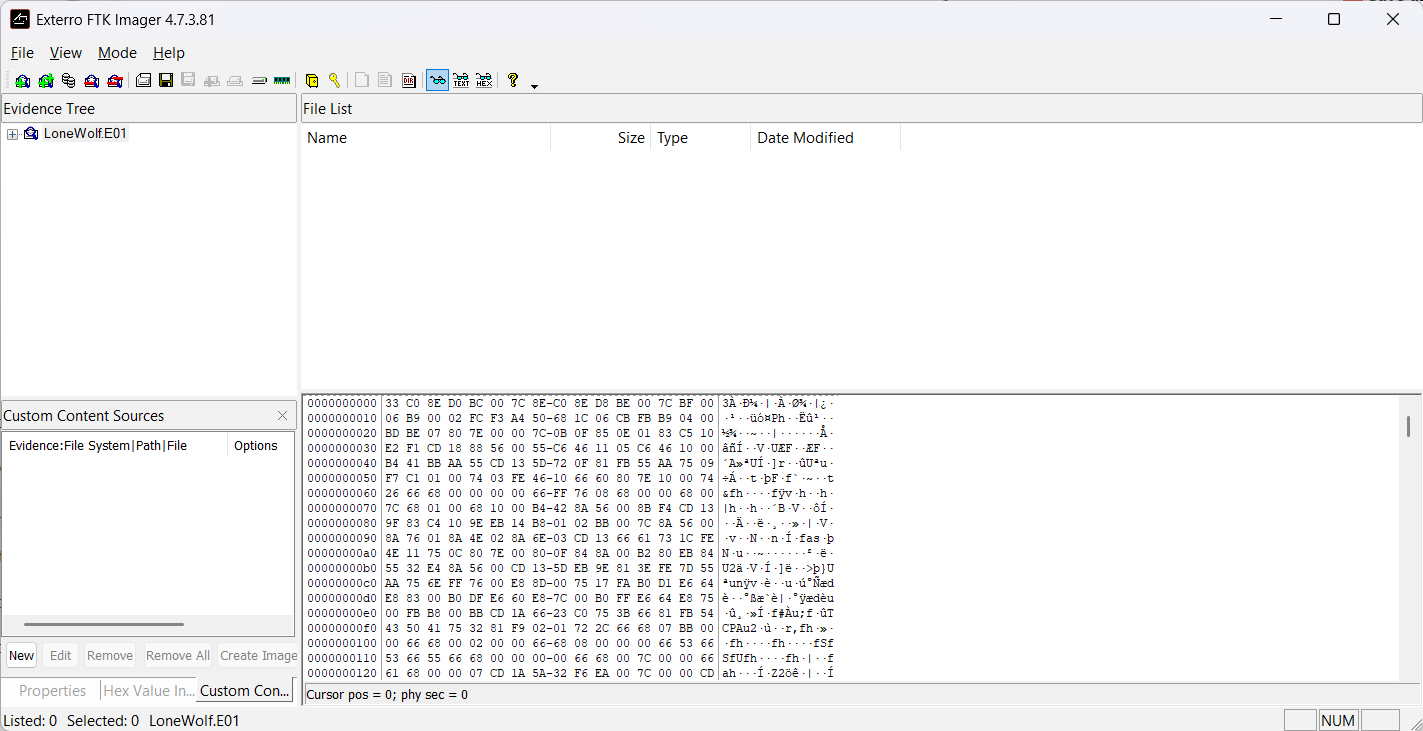 Exterro FTK Imager 4.7.3.81
File View Mode Help
Evidence Tree
LoneWolf.E01
File List
Name Size Type Date Modified
Custom Content Sources
Evidence:File System|Path|File Options
New Edit Remove Remove All Create Image
Properties Hex Value In... Custom Con...
0000000000 33 C0 8E D0 BC 00 7C 8E-C0 8E D8 BE 00 7C BF 00 3À·Ð¼·|·À·Ø¾·|¿·
0000000010 06 B9 00 02 FC F3 A4 50-68 1C 06 CB FB B9 04 00 ·¹··üó¤Ph··Ëû¹··
0000000020 BD BE 07 80 7E 00 00 7C-0B 0F 85 0E 01 83 C5 10 ½¾··~··|······Å·
0000000030 E2 F1 CD 18 88 56 00 55-C6 46 11 05 C6 46 10 00 âñÍ··V·UÆF··ÆF··
0000000040 B4 41 BB AA 55 CD 13 5D-72 0F 81 FB 55 AA 75 09 ´A»ªUÍ·]r··ûUªu·
0000000050 F7 C1 01 00 74 03 FE 46-10 66 60 80 7E 10 00 74 ÷Á··t·þF·f`·~··t
0000000060 26 66 68 00 00 00 00 66-FF 76 08 68 00 00 68 00 &fh····fÿv·h··h·
0000000070 7C 68 01 00 68 10 00 B4-42 8A 56 00 8B F4 CD 13 |h··h··´B·V··ôÍ·
0000000080 9F 83 C4 10 9E EB 14 B8-01 02 BB 00 7C 8A 56 00 ··Ä··ë·¸··»·|·V·
0000000090 8A 76 01 8A 4E 02 8A 6E-03 CD 13 66 61 73 1C FE ·v··N··n·Í·fas·þ
00000000a0 4E 11 75 0C 80 7E 00 80-0F 84 8A 00 B2 80 EB 84 N·u··~······²·ë·
00000000b0 55 32 E4 8A 56 00 CD 13-5D EB 9E 81 3E FE 7D 55 U2ä·V·Í·]ë··>þ}U
00000000c0 AA 75 6E FF 76 00 E8 8D-00 75 17 FA B0 D1 E6 64 ªunÿv·è··u·ú°Ñæd
00000000d0 E8 83 00 B0 DF E6 60 E8-7C 00 B0 FF E6 64 E8 75 è··°ßæ`è|·°ÿædèu
00000000e0 00 FB B8 00 BB CD 1A 66-23 C0 75 3B 66 81 FB 54 ·û¸·»Í·f#Àu;f·ûT
00000000f0 43 50 41 75 32 81 F9 02-01 72 2C 66 68 07 BB 00 CPAu2·ù··r,fh·»·
0000000100 00 66 68 00 02 00 00 66-68 08 00 00 00 66 53 66 ·fh····fh····fSf
0000000110 53 66 55 66 68 00 00 00-00 66 68 00 7C 00 00 66 SfUfh····fh·|··f
0000000120 61 68 00 00 07 CD 1A 5A-32 F6 EA 00 7C 00 00 CD ah···Í·Z2öê·|··Í
Cursor pos = 0; phy sec = 0
Listed: 0 Selected: 0 LoneWolf.E01 NUM